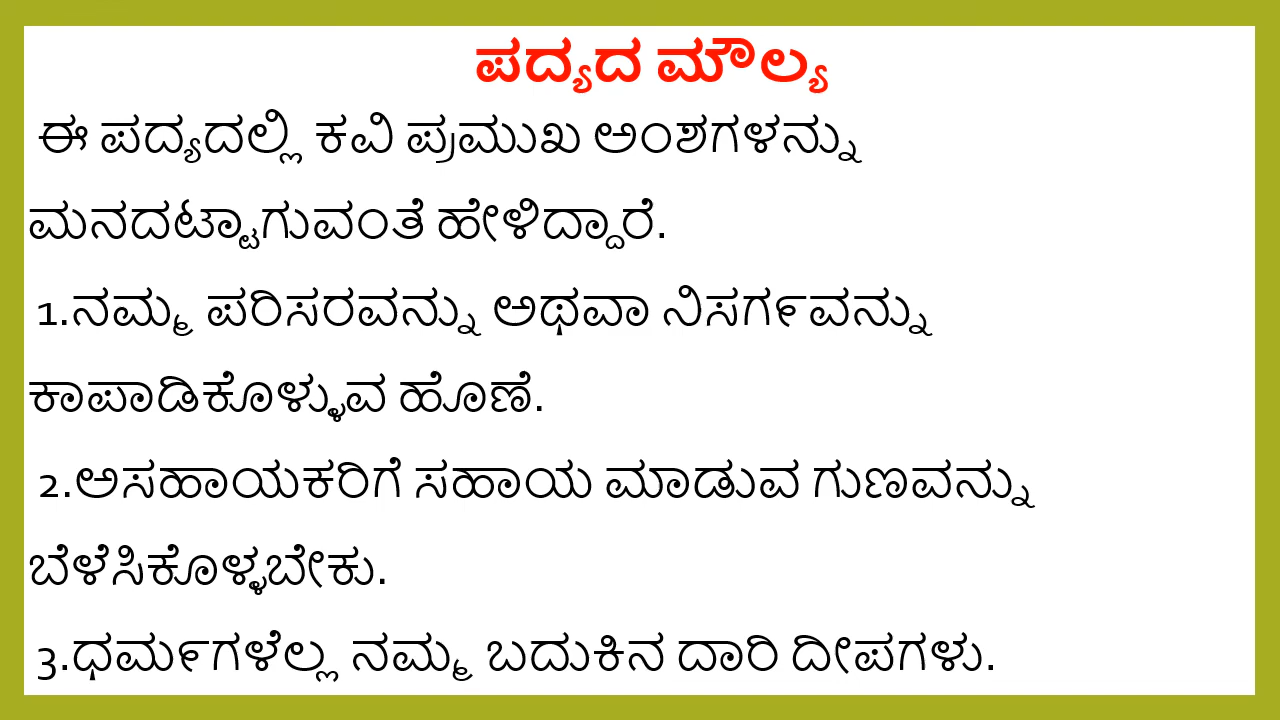 ಪದ್ಯದ ಮೌಲ್ಯ
ಈ ಪದ್ಯದಲ್ಲಿ ಕವಿ ಪ್ರಮುಖ ಅಂಶಗಳನ್ನು
ಮನದಟ್ಟಾಗುವಂತೆ ಹೇಳಿದ್ದಾರೆ.
1.ನಮ್ಮ ಪರಿಸರವನ್ನು ಅಥವಾ ನಿಸರ್ಗವನ್ನು
ಕಾಪಾಡಿಕೊಳ್ಳುವ ಹೊಣೆ.
2.ಅಸಹಾಯಕರಿಗೆ ಸಹಾಯ ಮಾಡುವ ಗುಣವನ್ನು
ಬೆಳೆಸಿಕೊಳ್ಳಬೇಕು.
3.ಧರ್ಮಗಳೆಲ್ಲ ನಮ್ಮ ಬದುಕಿನ ದಾರಿ ದೀಪಗಳು.